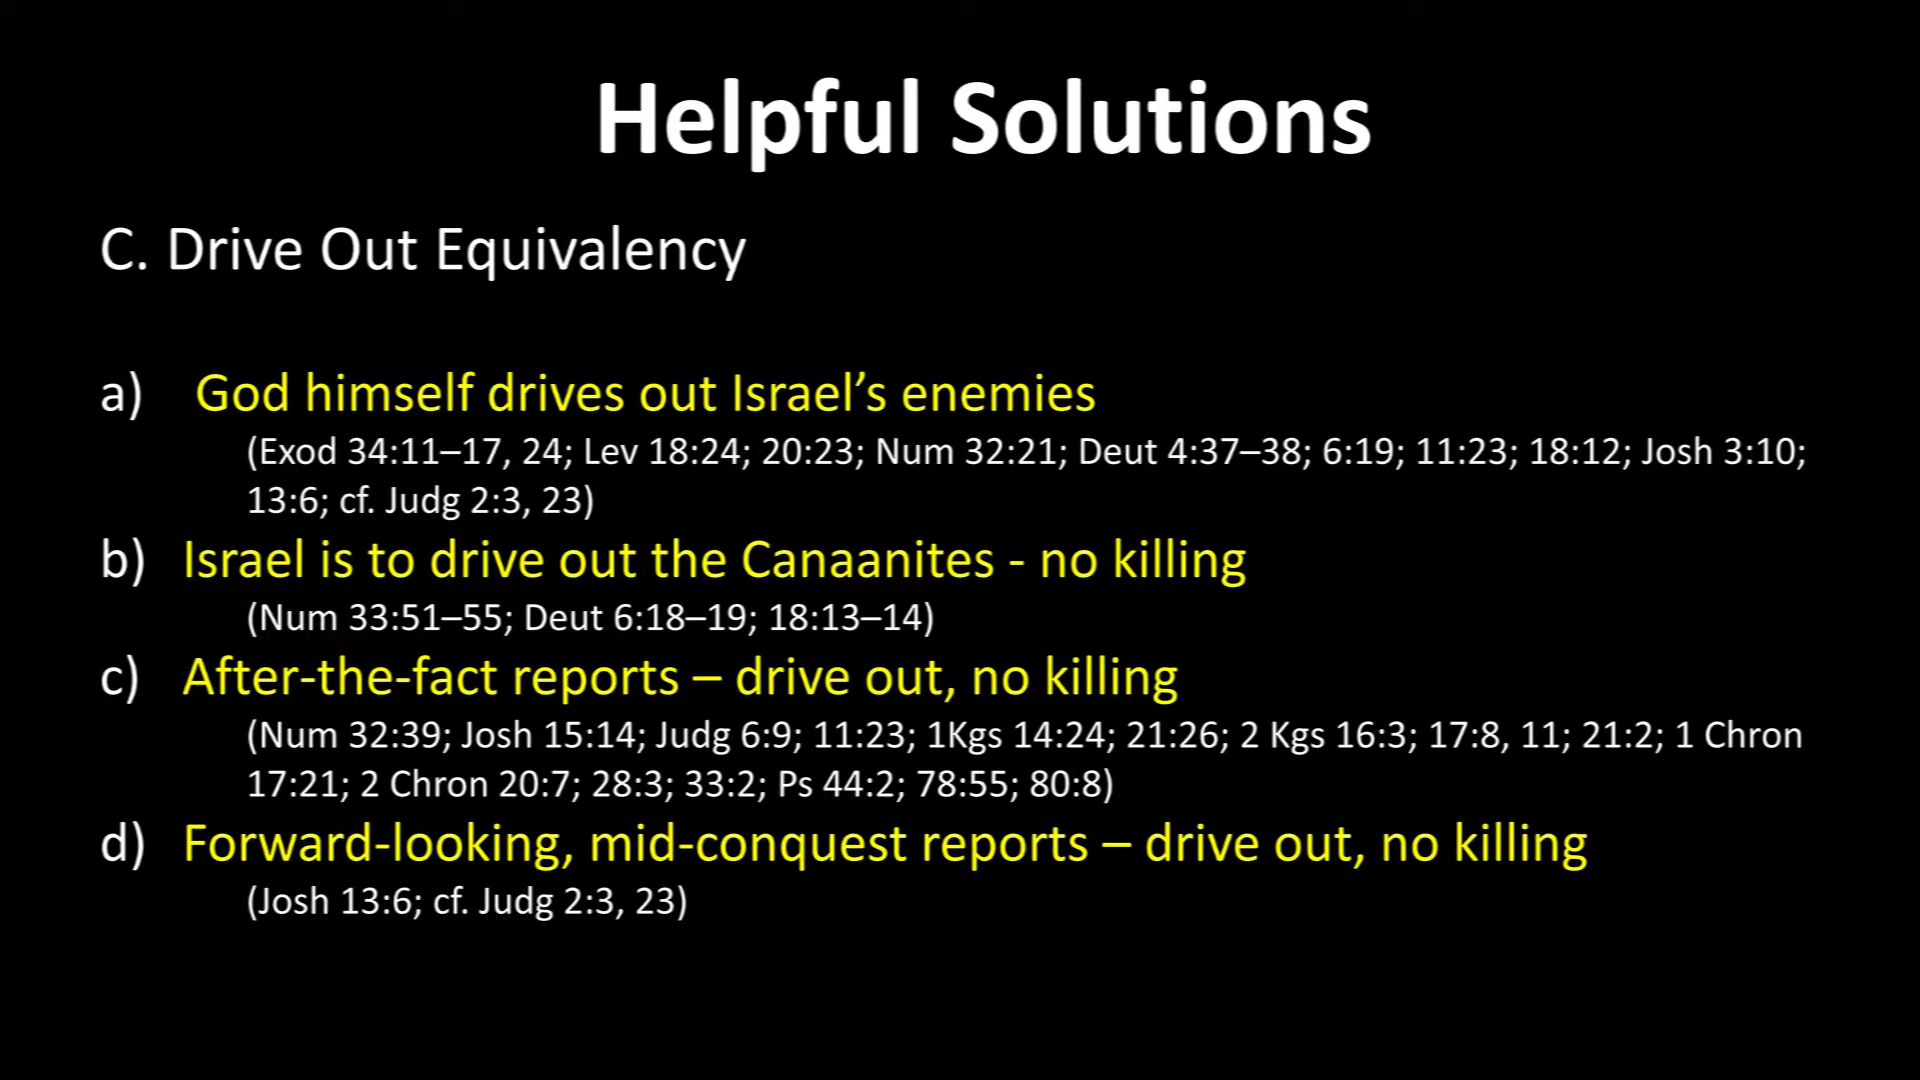 Helpful Solutions
C. Drive Out Equivalency
a) God himself drives out Israel’s enemies
(Exod 34:11–17, 24; Lev 18:24; 20:23; Num 32:21; Deut 4:37–38; 6:19; 11:23; 18:12; Josh 3:10;
13:6; cf. Judg 2:3, 23)
b) Israel is to drive out the Canaanites - no killing
(Num 33:51–55; Deut 6:18–19; 18:13–14)
c) After-the-fact reports – drive out, no killing
(Num 32:39; Josh 15:14; Judg 6:9; 11:23; 1Kgs 14:24; 21:26; 2 Kgs 16:3; 17:8, 11; 21:2; 1 Chron
17:21; 2 Chron 20:7; 28:3; 33:2; Ps 44:2; 78:55; 80:8)
d) Forward-looking, mid-conquest reports – drive out, no killing
(Josh 13:6; cf. Judg 2:3, 23)